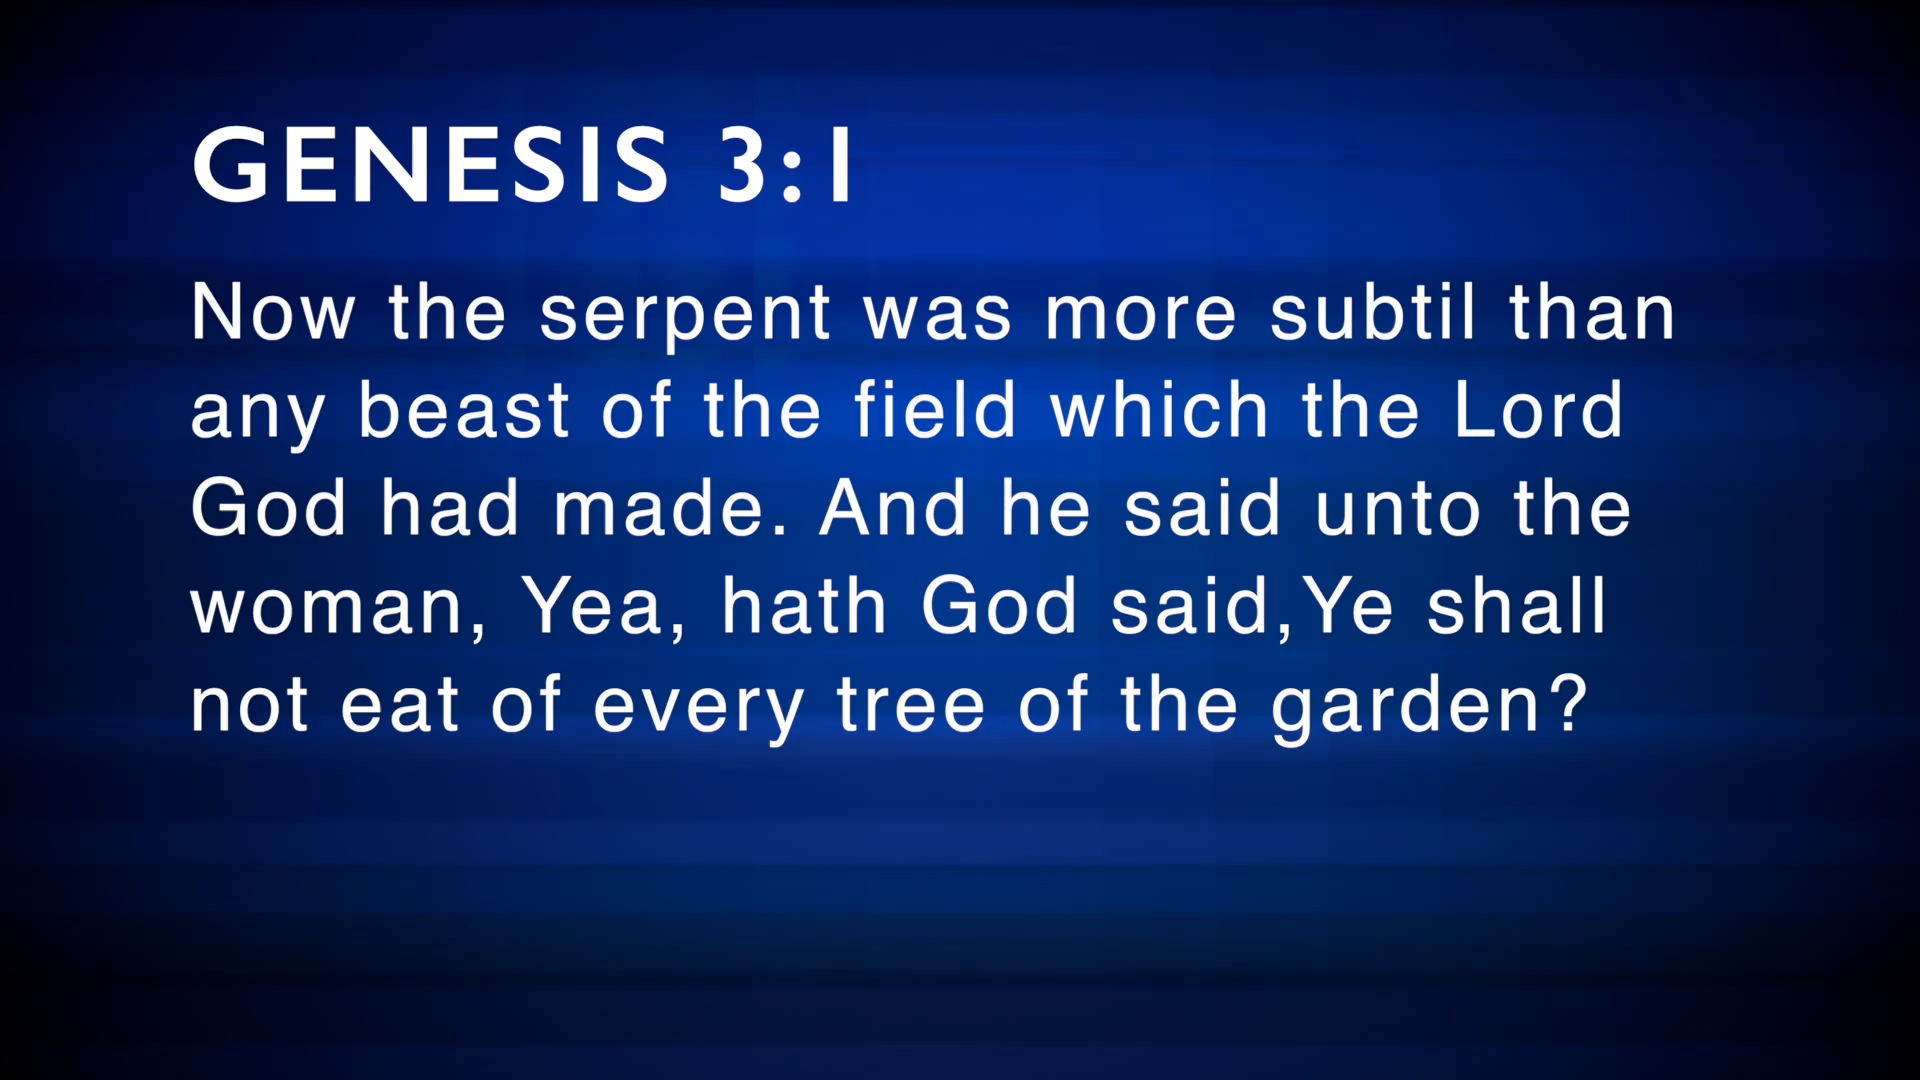 GENESIS 3:1
Now the serpent was more subtil than
any beast of the field which the Lord
God had made. And he said unto the
woman, Yea, hath God said,Ye shall
not eat of every tree of the garden?